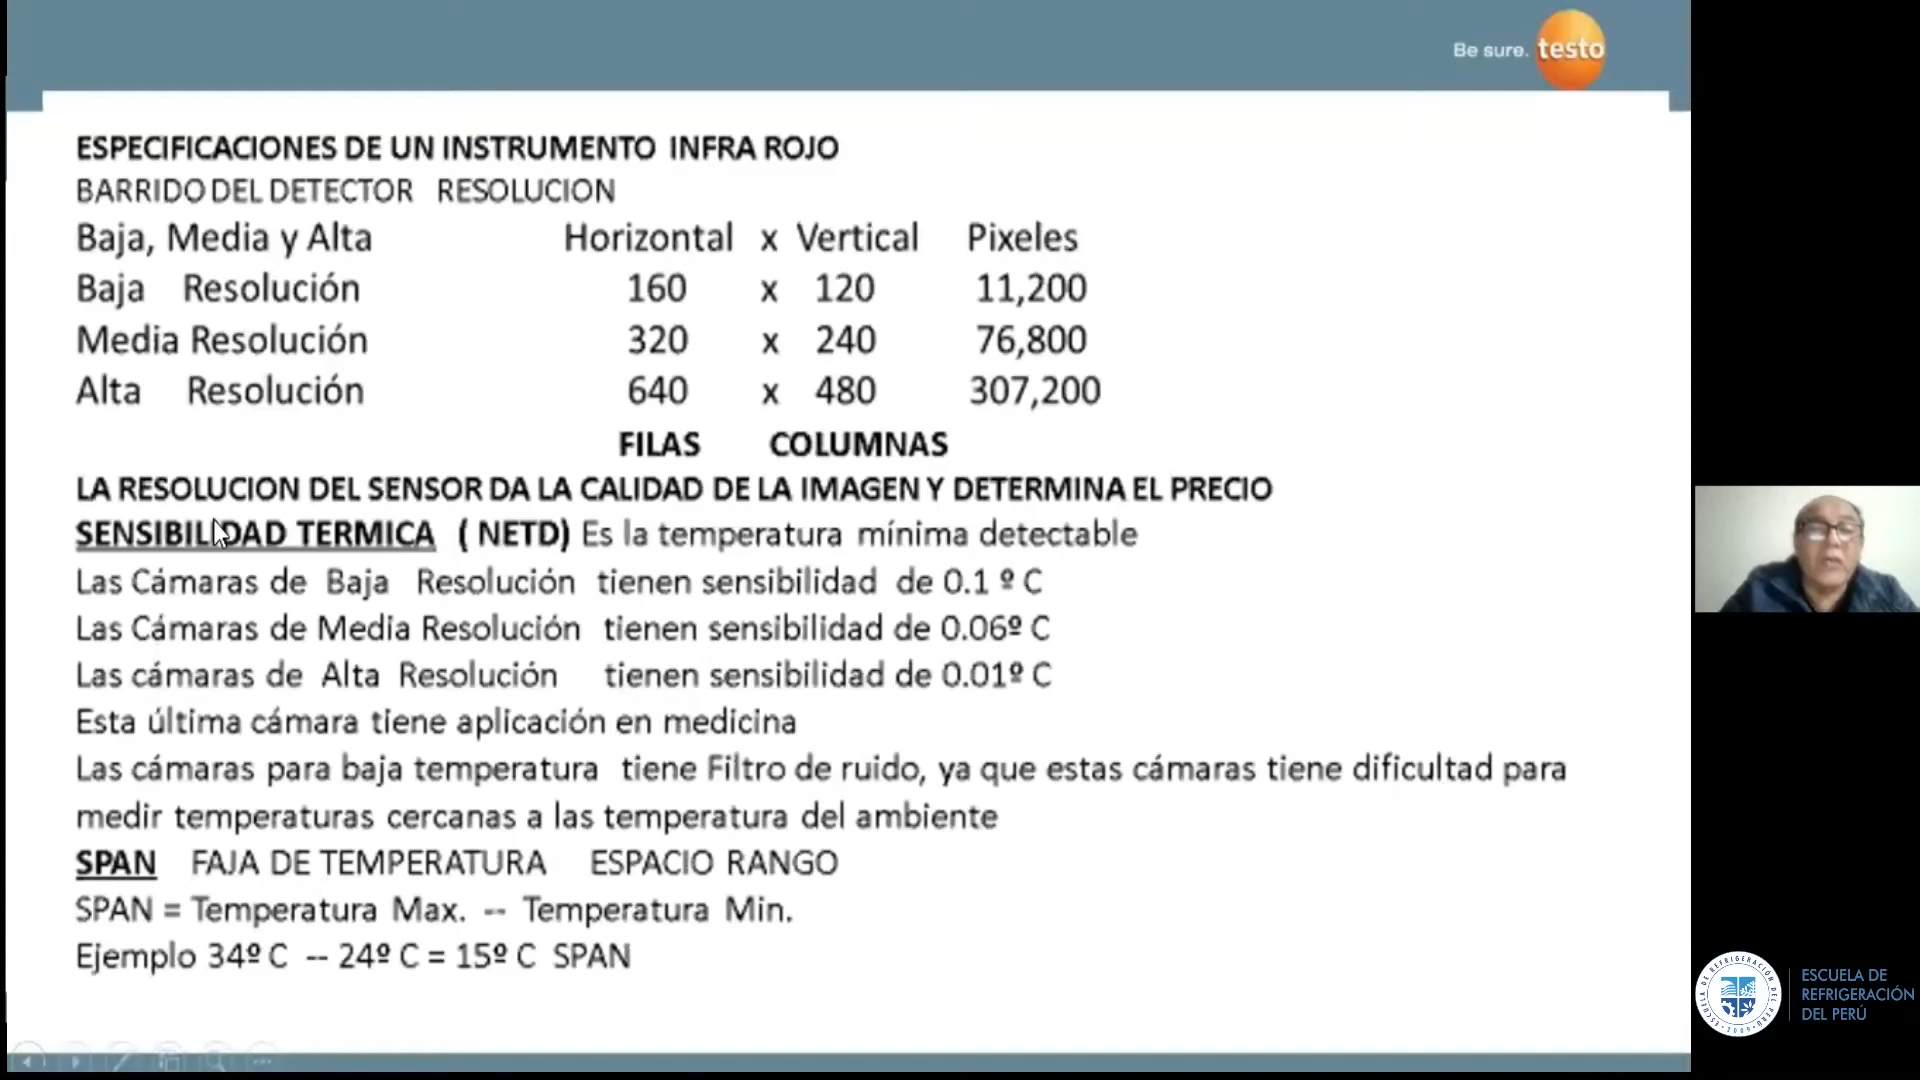 Be sure. testo
ESPECIFICACIONES DE UN INSTRUMENTO INFRA ROJO
BARRIDO DEL DETECTOR RESOLUCION
Baja, Media y Alta Horizontal x Vertical Pixeles
Baja Resolución 160 x 120 11,200
Media Resolución 320 x 240 76,800
Alta Resolución 640 x 480 307,200
FILAS COLUMNAS
LA RESOLUCION DEL SENSOR DA LA CALIDAD DE LA IMAGEN Y DETERMINA EL PRECIO
SENSIBILIDAD TERMICA ( NETD) Es la temperatura mínima detectable
Las Cámaras de Baja Resolución tienen sensibilidad de 0.1 º C
Las Cámaras de Media Resolución tienen sensibilidad de 0.06º C
Las cámaras de Alta Resolución tienen sensibilidad de 0.01º C
Esta última cámara tiene aplicación en medicina
Las cámaras para baja temperatura tiene Filtro de ruido, ya que estas cámaras tiene dificultad para
medir temperaturas cercanas a las temperatura del ambiente
SPAN FAJA DE TEMPERATURA ESPACIO RANGO
SPAN = Temperatura Max. -- Temperatura Min.
Ejemplo 34º C -- 24º C = 15º C SPAN
ESCUELA DE REFRIGERACIÓN DEL PERÚ
2009
ESCUELA DE
REFRIGERACIÓN
DEL PERÚ